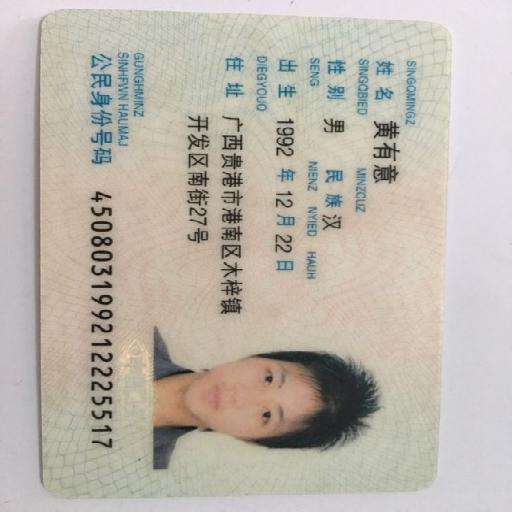 SINGQMINGZ
姓名 黄有意
SINGQBIED MINZCUZ
性别 男 民族 汉
SENG NIENZ NYIED HAUH
出生 1992 年 12 月 22 日
DIEGYOUQ
住址 广西贵港市港南区木梓镇
开发区南街27号
GUNGHMINZ
SINHFWN HAUMAJ
公民身份号码 450803199212225517